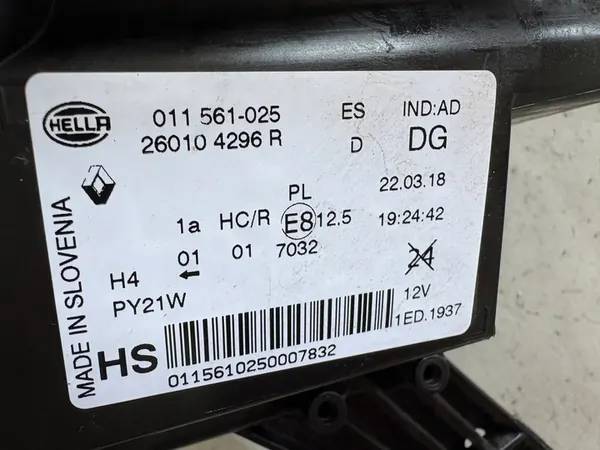 HELLA
011 561-025 ES IND:AD
26010 4296 R D DG
PL 22.03.18
1a HC/R E8 12.5 19:24:42
01 01 7032
H4 24
PY21W 12V
1ED.1937
HS
0115610250007832
MADE IN SLOVENIA